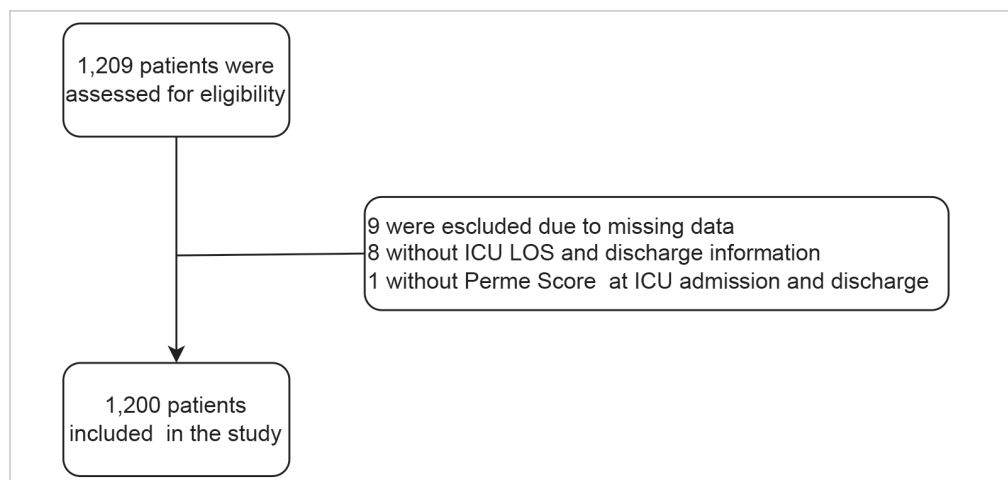 1,209 patients were
assessed for eligibility
9 were escluded due to missing data
8 without ICU LOS and discharge information
1 without Perme Score  at ICU admission and discharge
1,200 patients
included  in the study